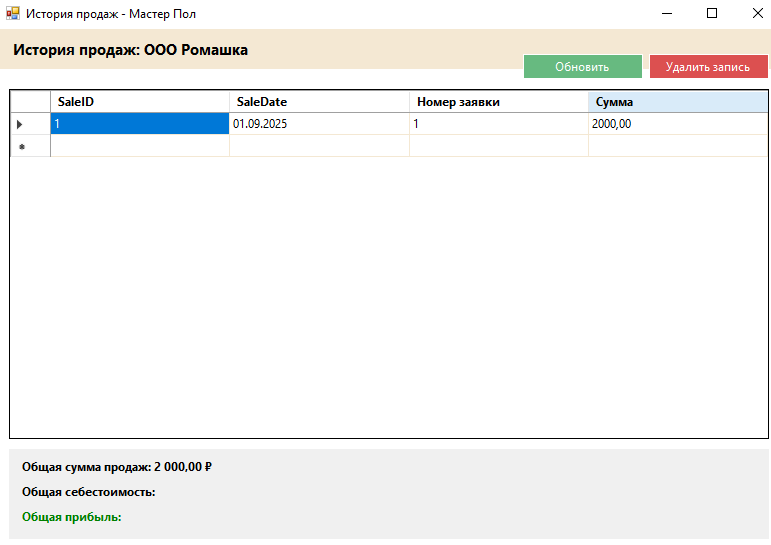 История продаж - Мастер Пол
История продаж: ООО Ромашка
Обновить Удалить запись
SaleID SaleDate Номер заявки Сумма
1 01.09.2025 1 2000,00
Общая сумма продаж: 2 000,00 ₽
Общая себестоимость:
Общая прибыль: